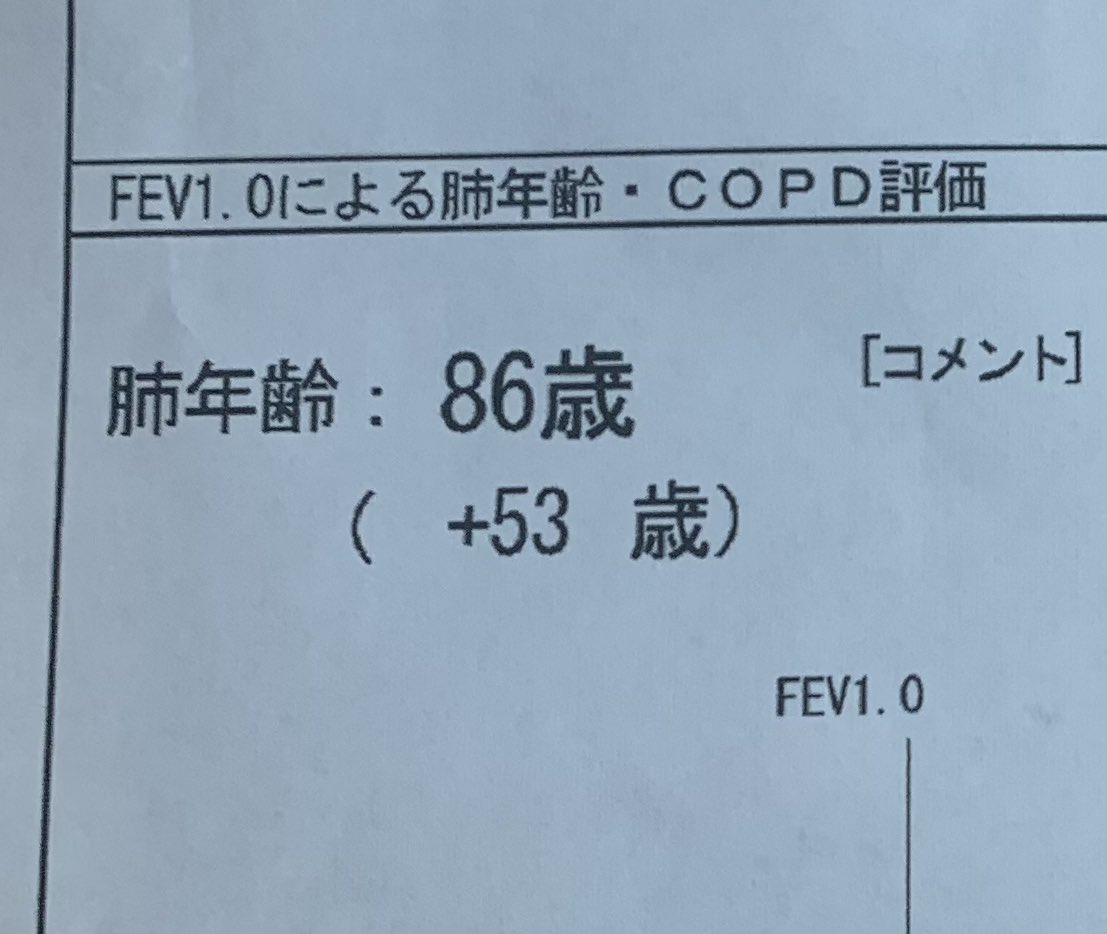 FEV1.0による肺年齢・ＣＯＰＤ評価
肺年齢： 86歳
[コメント]
( +53 歳)
FEV1.0